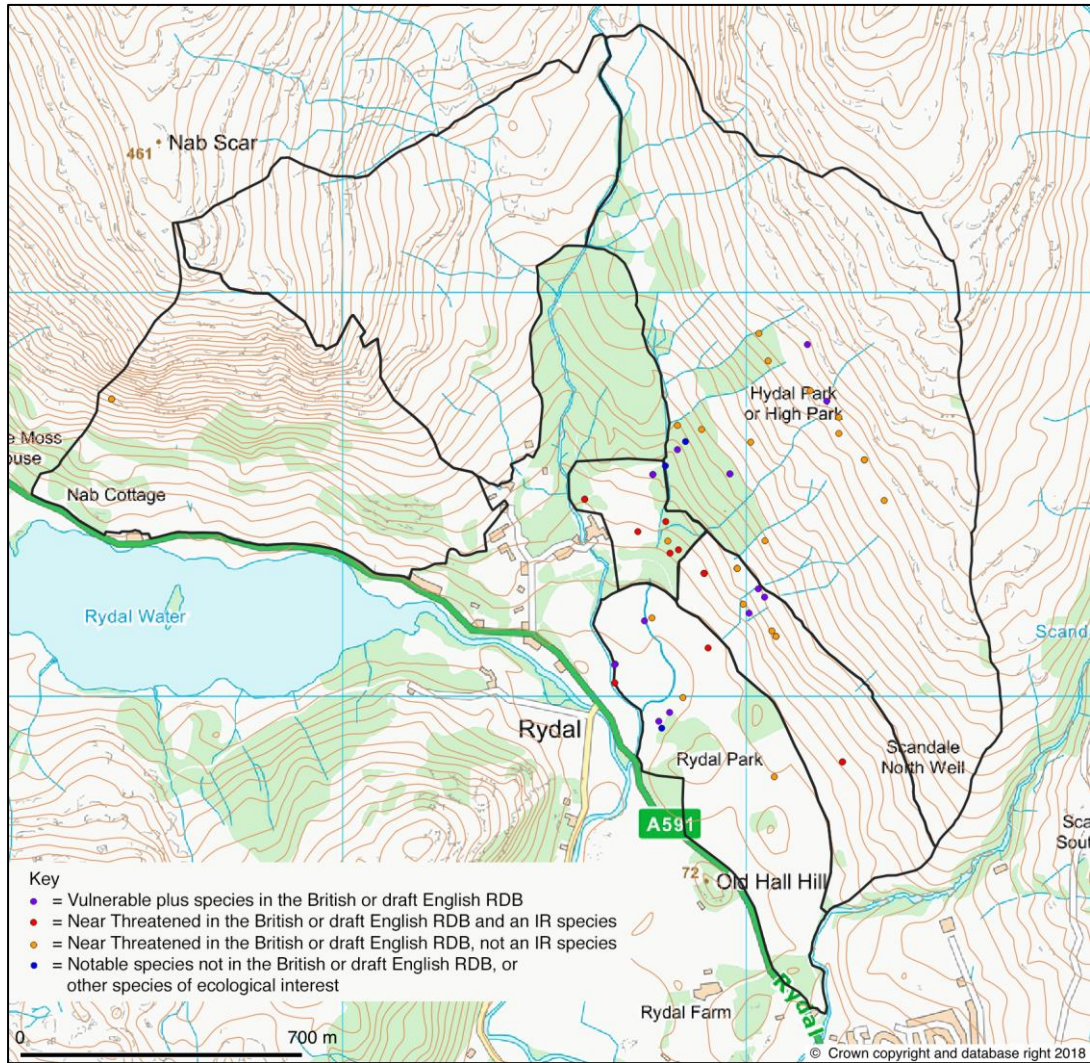 461
Nab Scar
Hydal Park
or High Park
e Moss
ouse
Nab Cottage
Rydal Water
Scand
Rydal
Rydal Park
Scandale
North Well
A591
Sca
South
72
Old Hall Hill
Key
= Vulnerable plus species in the British or draft English RDB
= Near Threatened in the British or draft English RDB and an IR species
= Near Threatened in the British or draft English RDB, not an IR species
= Notable species not in the British or draft English RDB, or
other species of ecological interest
Rydal Farm
Rydal
0
700 m
© Crown copyright and database right 2018